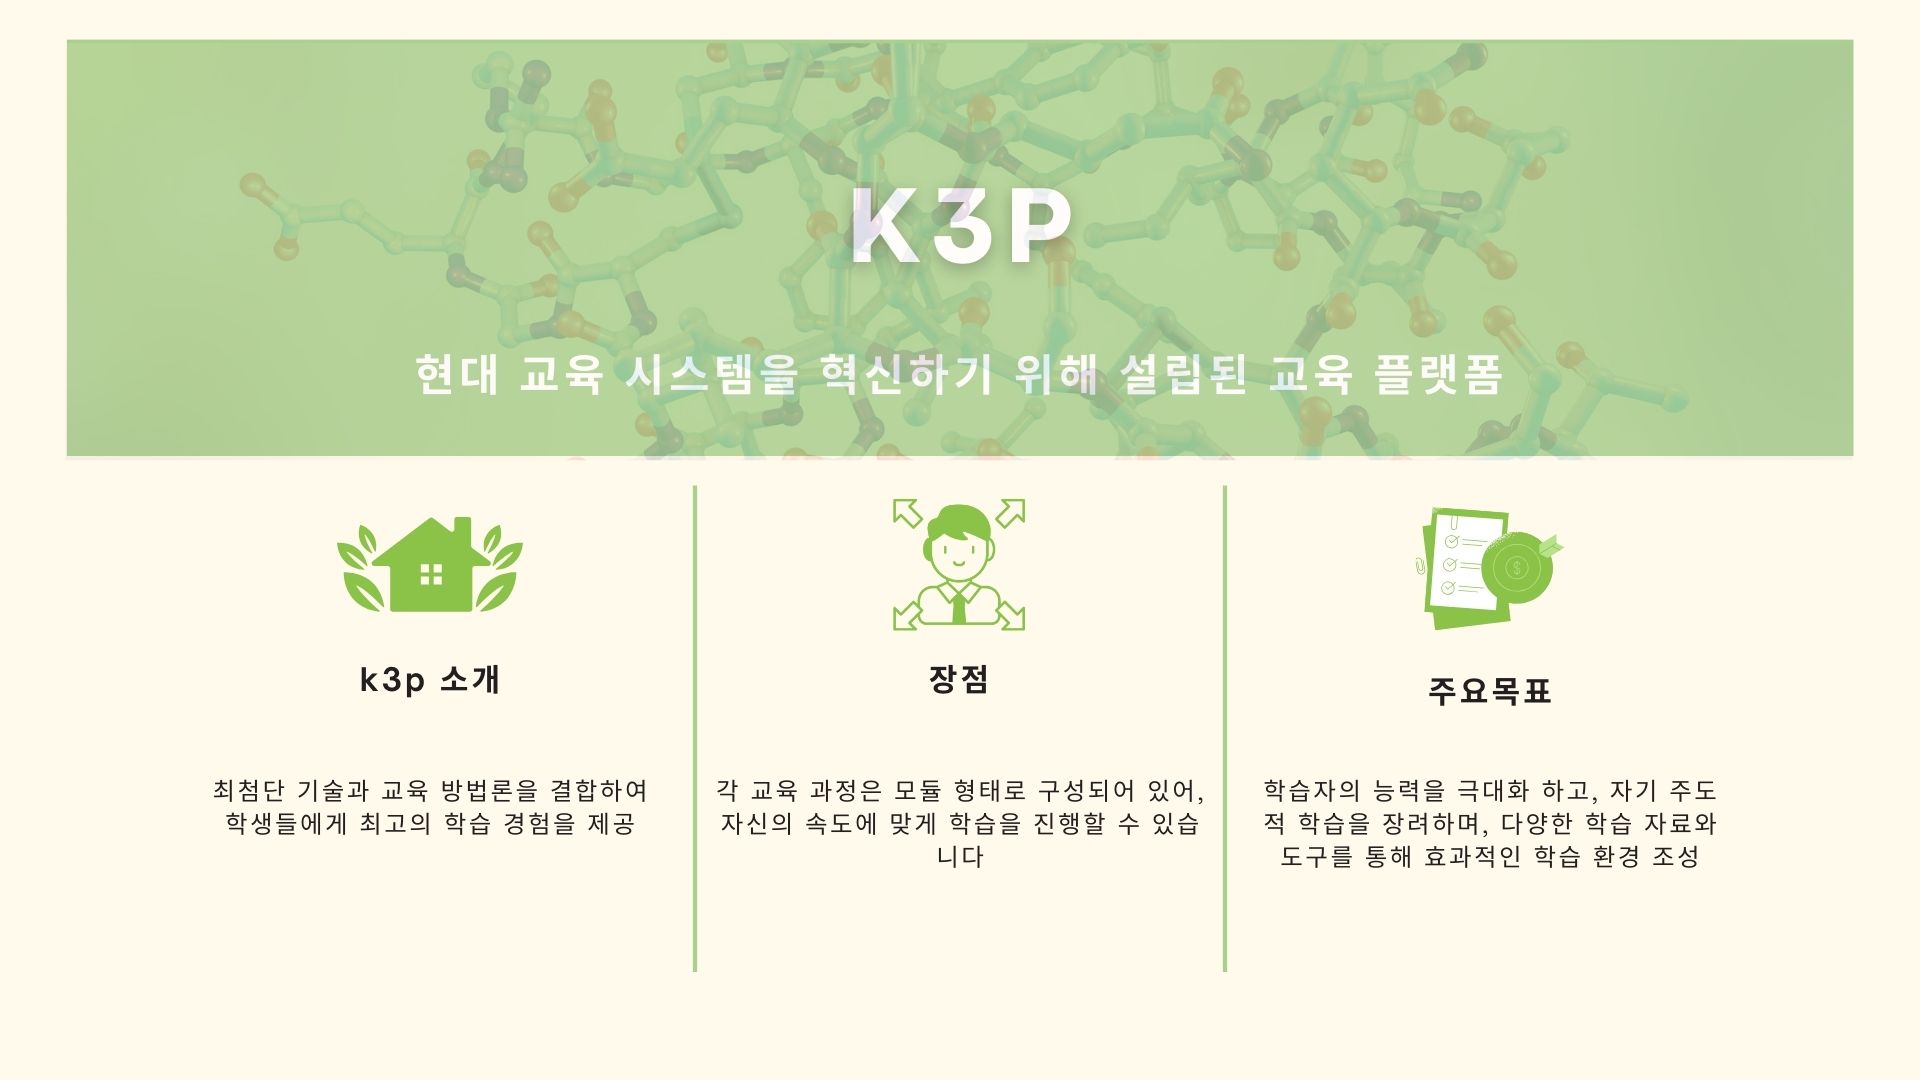 K3P
현대 교육 시스템을 혁신하기 위해 설립된 교육 플랫폼
k3p 소개
최첨단 기술과 교육 방법론을 결합하여
학생들에게 최고의 학습 경험을 제공
장점
각 교육 과정은 모듈 형태로 구성되어 있어,
자신의 속도에 맞게 학습을 진행할 수 있습
니다
$
주요목표
학습자의 능력을 극대화 하고, 자기 주도
적 학습을 장려하며, 다양한 학습 자료와
도구를 통해 효과적인 학습 환경 조성